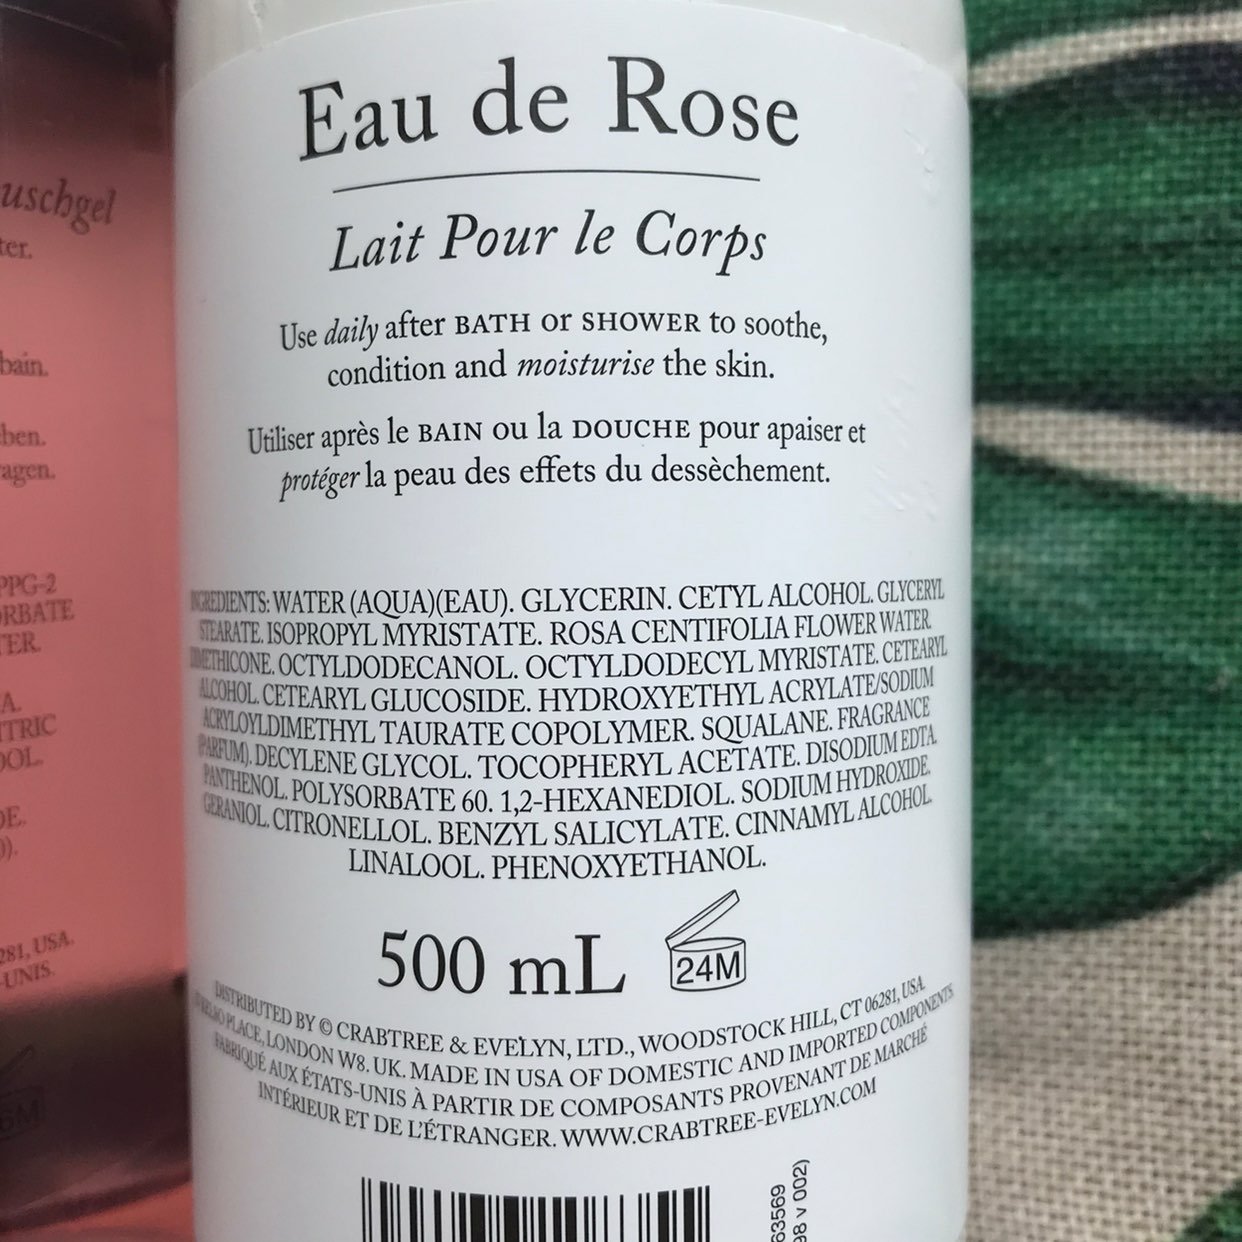 Eau de Rose
Lait Pour le Corps
Use daily after BATH or SHOWER to soothe,
condition and moisturise the skin.
Utiliser après le BAIN ou la DOUCHE pour apaiser et
protéger la peau des effets du dessèchement.
INGREDIENTS: WATER (AQUA)(EAU). GLYCERIN. CETYL ALCOHOL. GLYCERYL
STEARATE. ISOPROPYL MYRISTATE. ROSA CENTIFOLIA FLOWER WATER.
DIMETHICONE. OCTYLDODECANOL. OCTYLDODECYL MYRISTATE. CETEARYL
ALCOHOL. CETEARYL GLUCOSIDE. HYDROXYETHYL ACRYLATE/SODIUM
ACRYLOYLDIMETHYL TAURATE COPOLYMER. SQUALANE. FRAGRANCE
(PARFUM). DECYLENE GLYCOL. TOCOPHERYL ACETATE. DISODIUM EDTA.
PANTHENOL. POLYSORBATE 60. 1,2-HEXANEDIOL. SODIUM HYDROXIDE.
GERANIOL. CITRONELLOL. BENZYL SALICYLATE. CINNAMYL ALCOHOL.
LINALOOL. PHENOXYETHANOL.
500 mL
24M
DISTRIBUTED BY © CRABTREE & EVELYN, LTD., WOODSTOCK HILL, CT 06281, USA.
PLACE, LONDON W8. UK. MADE IN USA OF DOMESTIC AND IMPORTED COMPONENTS.
FABRIQUÉ AUX ÉTATS-UNIS À PARTIR DE COMPOSANTS PROVENANT DE MARCHÉ
INTÉRIEUR ET DE L'ÉTRANGER. WWW.CRABTREE-EVELYN.COM
63569
98 v 002)
uschgel
ter.
bain.
ben.
ragen.
PPG-2
ORBATE
TER.
A.
ITRIC
OOL.
DE.
0).
281, USA.
-UNIS.